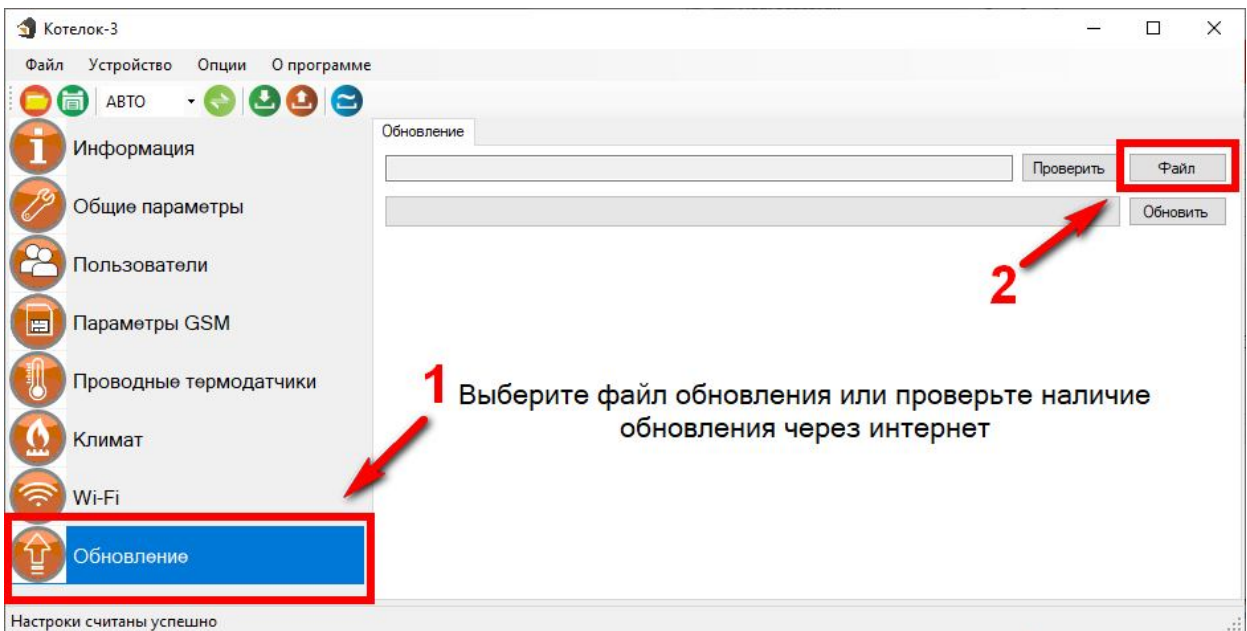 Котелок-3
Файл Устройство Опции О программе
АВТО
Информация
Общие параметры
Пользователи
Параметры GSM
Проводные термодатчики
Климат
Wi-Fi
Обновление
Обновление
Проверить Файл
Обновить
2
1
Выберите файл обновления или проверьте наличие
обновления через интернет
Настроки считаны успешно